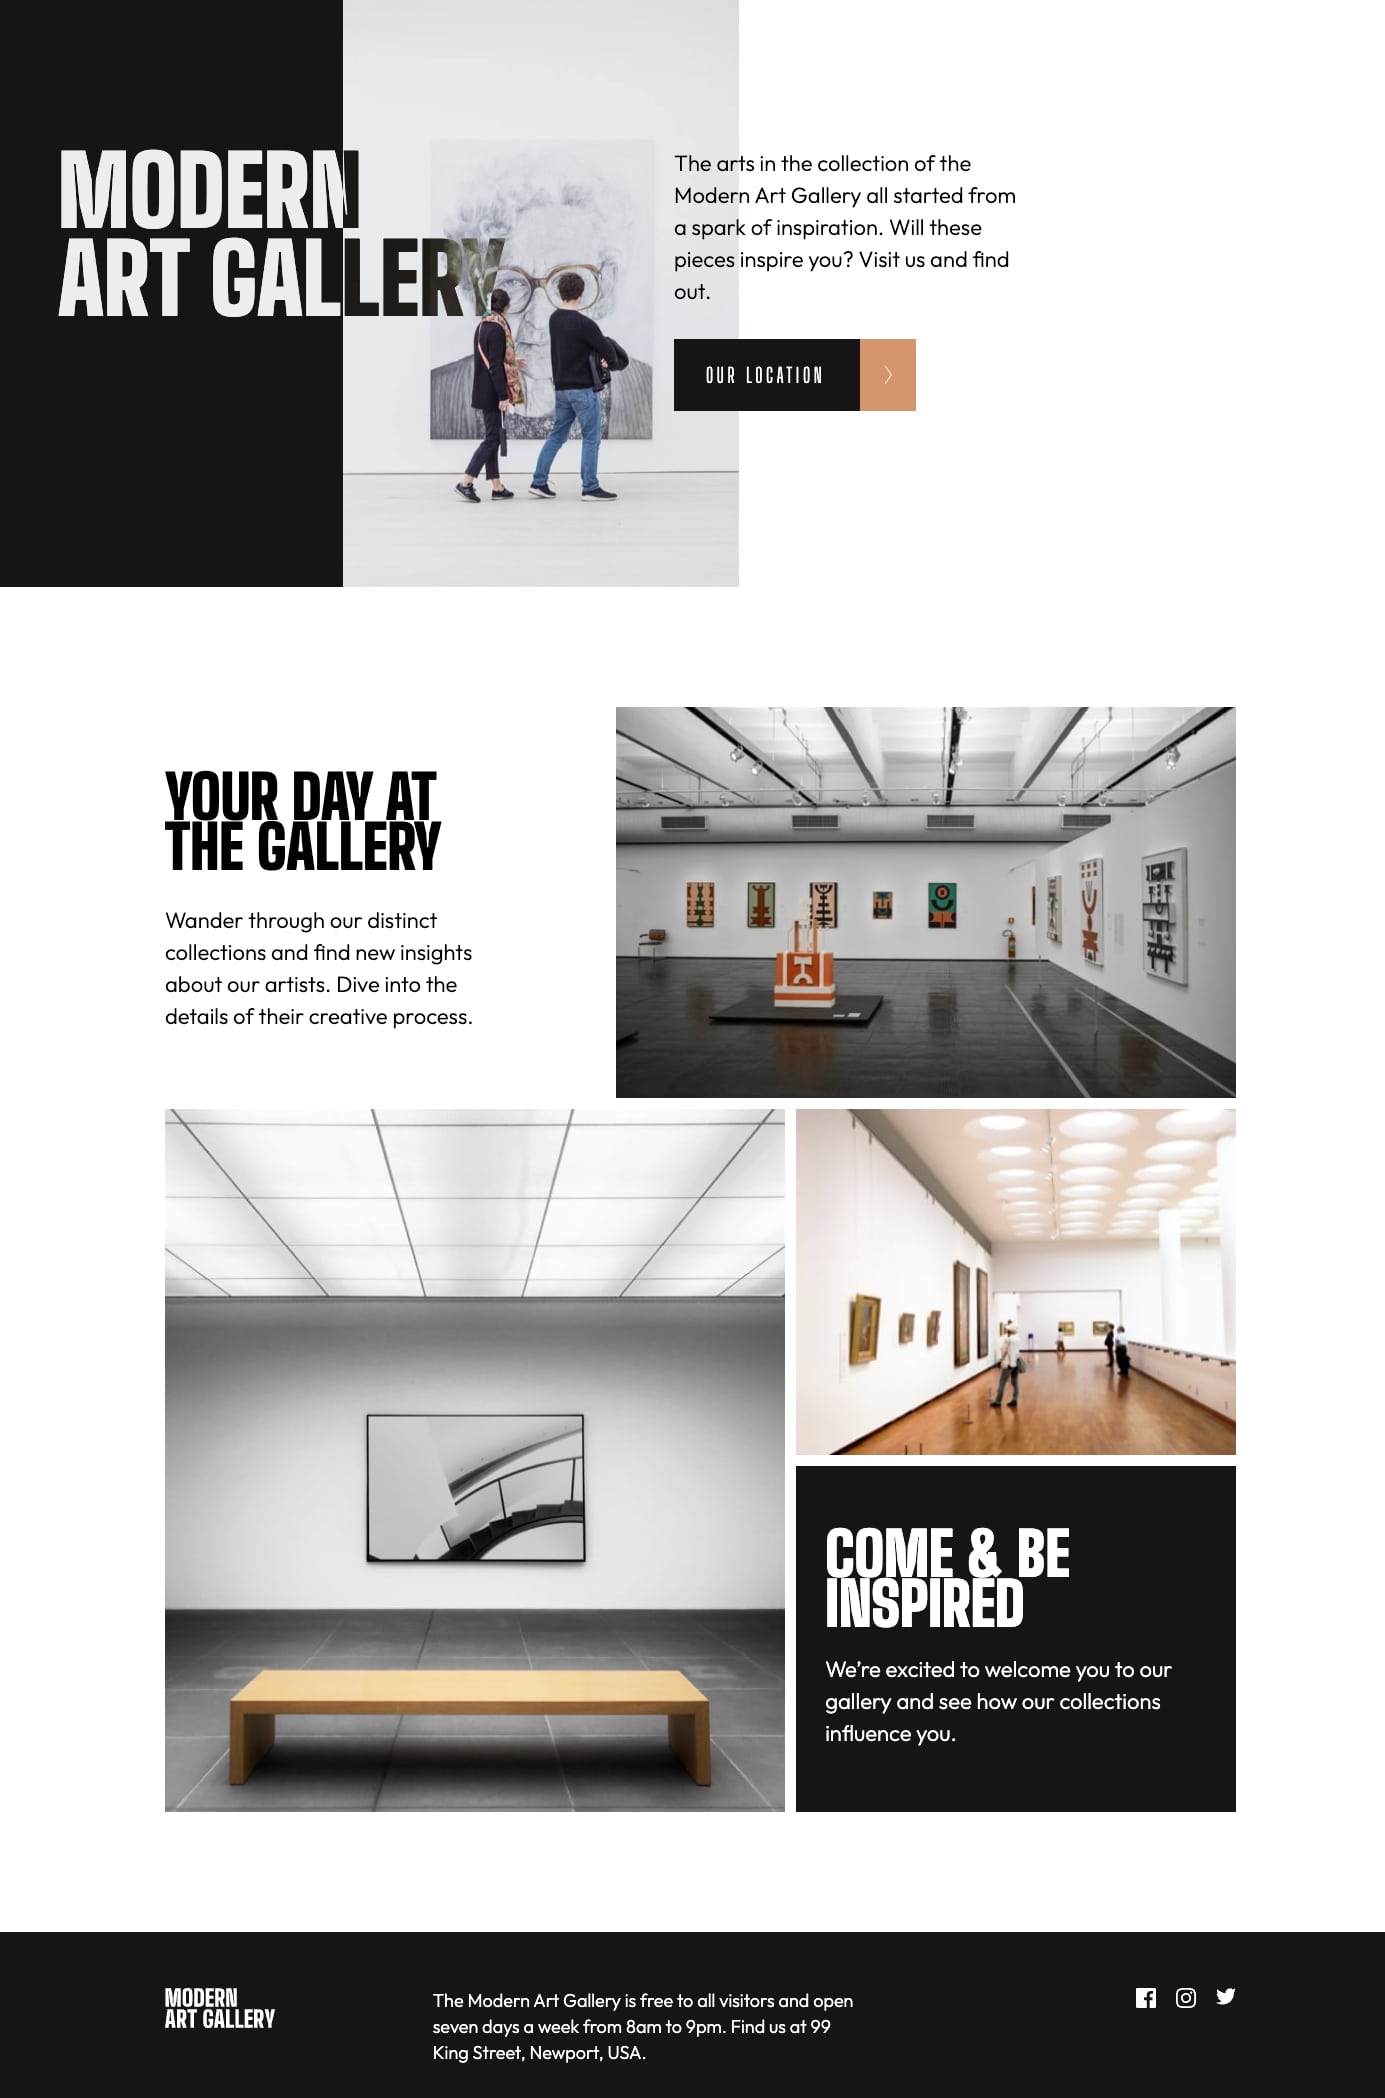 MODERN
ART GALLERY
The arts in the collection of the
Modern Art Gallery all started from
a spark of inspiration. Will these
pieces inspire you? Visit us and find
out.
OUR LOCATION
YOUR DAY AT
THE GALLERY
Wander through our distinct
collections and find new insights
about our artists. Dive into the
details of their creative process.
COME & BE
INSPIRED
We’re excited to welcome you to our
gallery and see how our collections
influence you.
MODERN
ART GALLERY
The Modern Art Gallery is free to all visitors and open
seven days a week from 8am to 9pm. Find us at 99
King Street, Newport, USA.